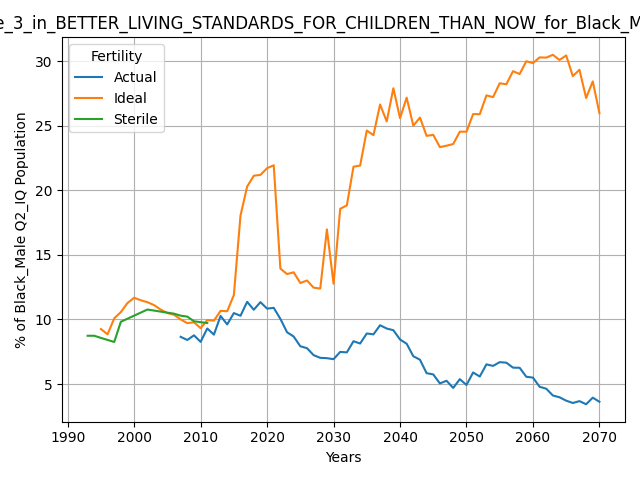 e_3_in_BETTER_LIVING_STANDARDS_FOR_CHILDREN_THAN_NOW_for_Black_M
Fertility
Actual
Ideal
Sterile
% of Black_Male Q2_IQ Population
30
25
20
15
10
5
1990 2000 2010 2020 2030 2040 2050 2060 2070
Years